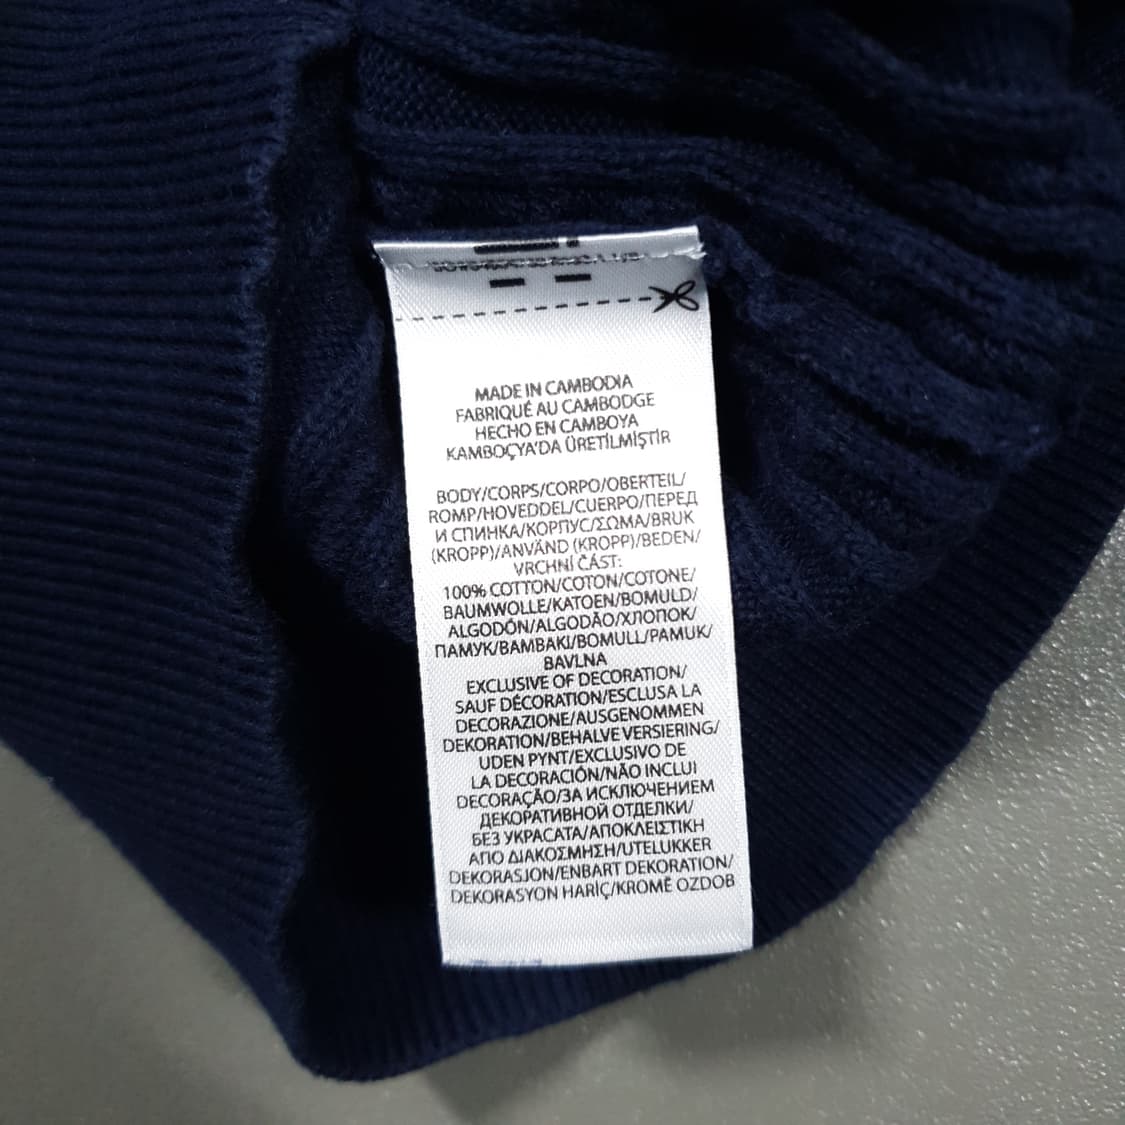 MADE IN CAMBODIA
FABRIQUÉ AU CAMBODGE
HECHO EN CAMBOYA
KAMBOÇYA'DA ÜRETİLMİŞTİR
BODY/CORPS/CORPO/OBERTEIL/
ROMP/HOVEDDEL/CUERPO/ПЕРЕД
И СПИНКА/КОРПУС/ΣΩΜΑ/BRUK
(KROPP)/ANVÄND (KROPP)/BEDEN/
VRCHNÍ ČÁST:
100% COTTON/COTON/COTONE/
BAUMWOLLE/KATOEN/BOMULD/
ALGODÓN/ALGODÃO/ХЛОПОК/
ПАМУК/ΒΑΜΒΑΚΙ/BOMULL/PAMUK/
BAVLNA
EXCLUSIVE OF DECORATION/
SAUF DÉCORATION/ESCLUSA LA
DECORAZIONE/AUSGENOMMEN
DEKORATION/BEHALVE VERSIERING/
UDEN PYNT/EXCLUSIVO DE
LA DECORACIÓN/NÃO INCLUI
DECORAÇÃO/ЗА ИСКЛЮЧЕНИЕМ
ДЕКОРАТИВНОЙ ОТДЕЛКИ/
БЕЗ УКРАСАТА/ΑΠΟΚΛΕΙΣΤΙΚΗ
ΑΠΟ ΔΙΑΚΟΣΜΗΣΗ/UTELUKKER
DEKORASJON/ENBART DEKORATION/
DEKORASYON HARİÇ/KROMĚ OZDOB